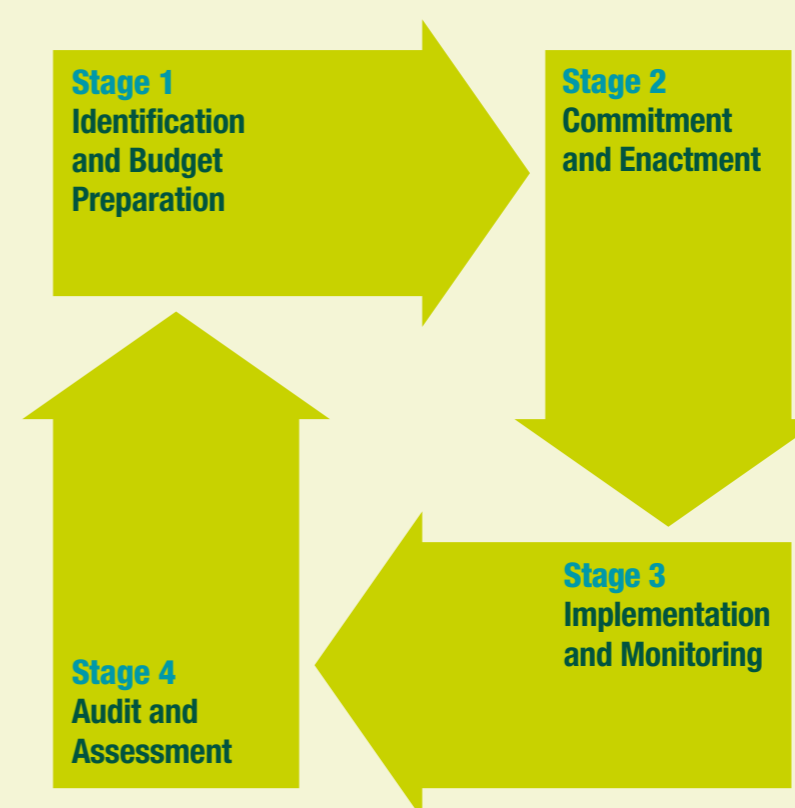 Stage 1
Identification
and Budget
Preparation
Stage 2
Commitment
and Enactment
Stage 3
Implementation
and Monitoring
Stage 4
Audit and
Assessment